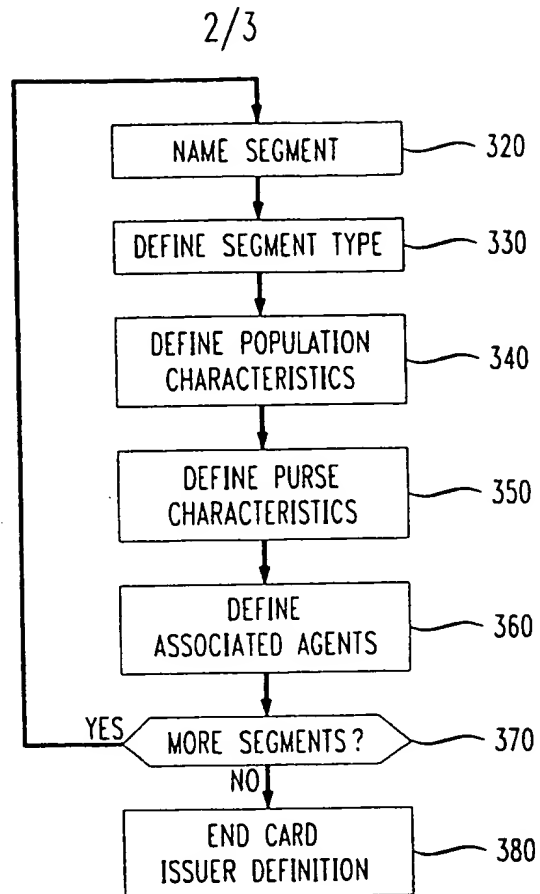 2/3
NAME SEGMENT
320
DEFINE SEGMENT TYPE
330
DEFINE POPULATION
CHARACTERISTICS
340
DEFINE PURSE
CHARACTERISTICS
350
DEFINE
ASSOCIATED AGENTS
360
YES
MORE SEGMENTS?
370
NO
END CARD
ISSUER DEFINITION
380